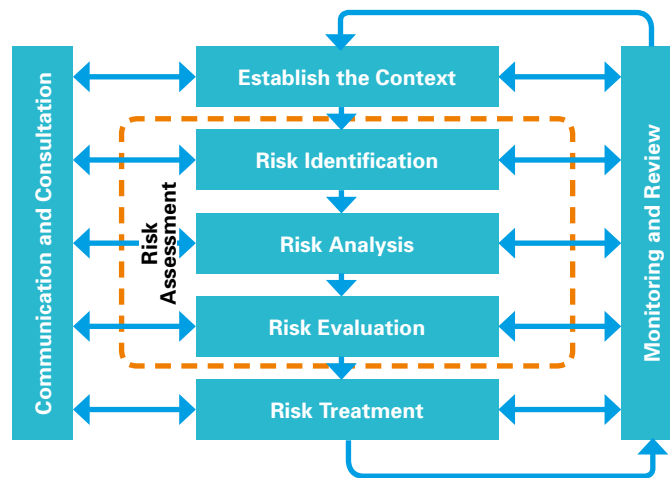 Communication and Consultation
Establish the Context
Risk Identification
Risk
Assessment
Risk Analysis
Risk Evaluation
Risk Treatment
Monitoring and Review